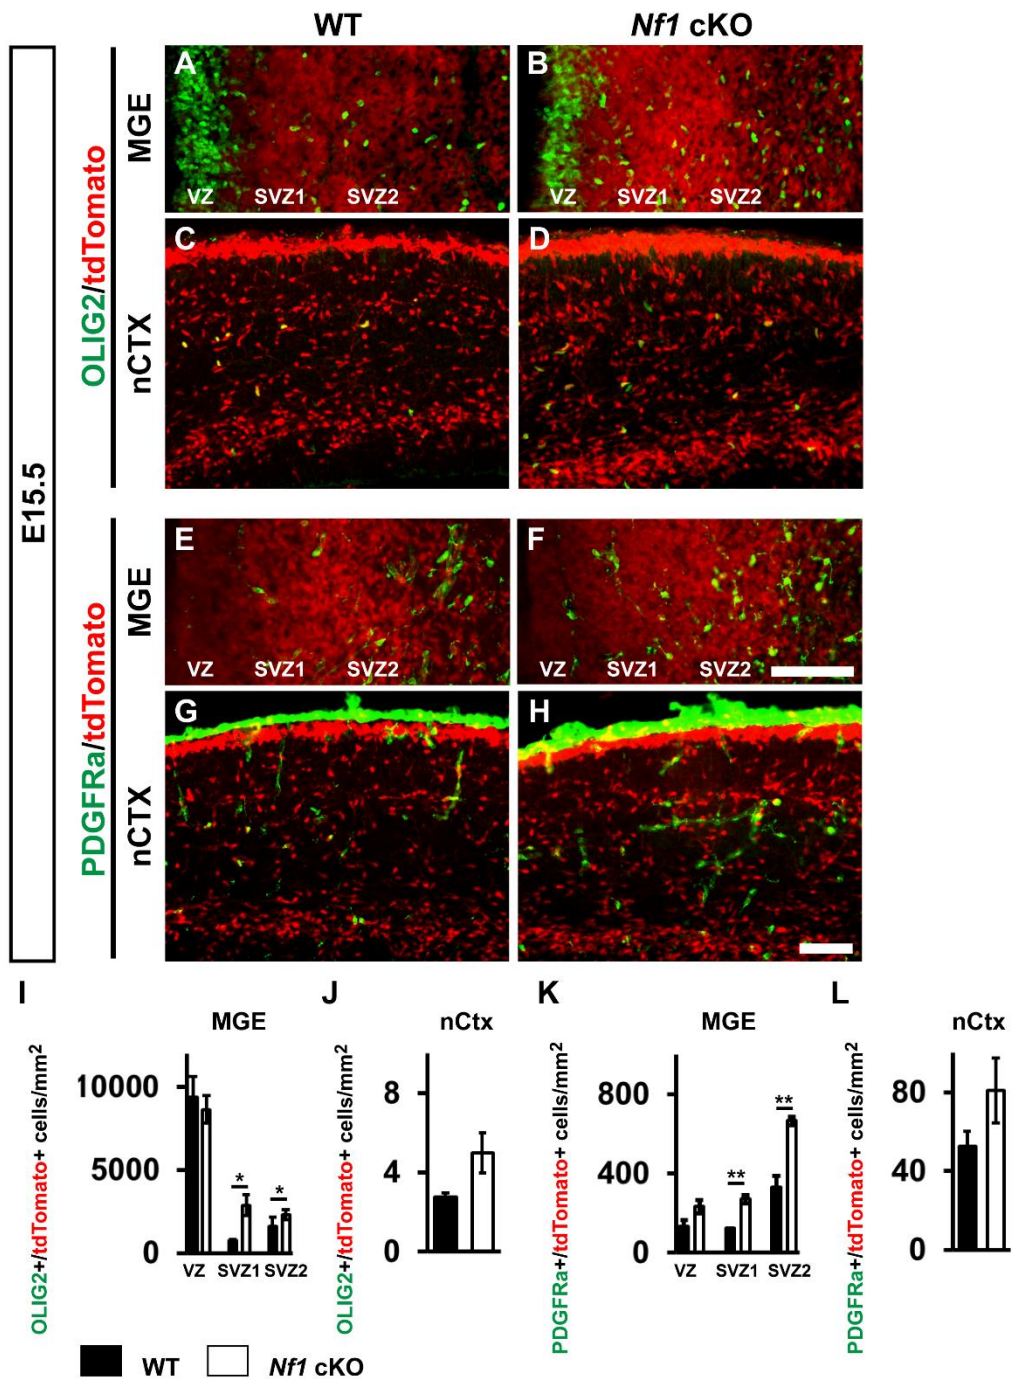 WT
Nf1 cKO
E15.5
OLIG2/tdTomato
MGE
A
VZ
SVZ1
SVZ2
B
VZ
SVZ1
SVZ2
nCTX
C
D
PDGFRa/tdTomato
MGE
E
VZ
SVZ1
SVZ2
F
VZ
SVZ1
SVZ2
nCTX
G
H
I
MGE
OLIG2+/tdTomato+ cells/mm2
10000
5000
0
*
*
VZ
SVZ1
SVZ2
J
nCtx
OLIG2+/tdTomato+ cells/mm2
8
4
0
K
MGE
PDGFRa+/tdTomato+ cells/mm2
800
400
0
**
**
VZ
SVZ1
SVZ2
L
nCtx
PDGFRa+/tdTomato+ cells/mm2
80
40
0
WT
Nf1 cKO